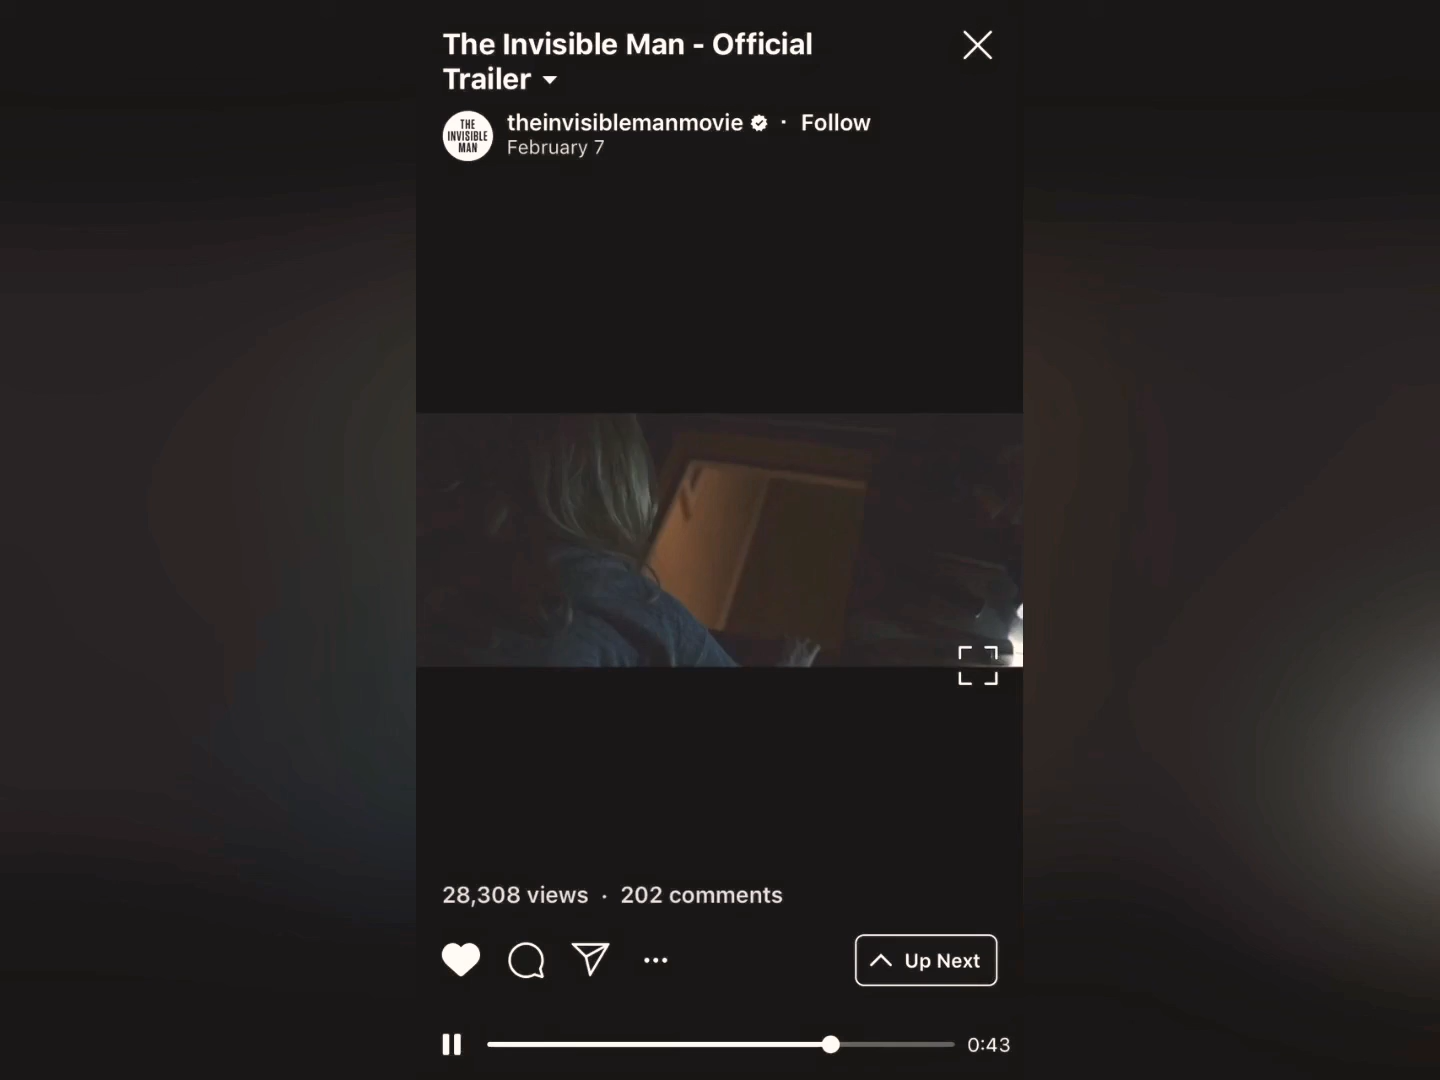 The Invisible Man - Official
Trailer
THE
INVISIBLE
MAN
theinvisiblemanmovie · Follow
February 7
28,308 views · 202 comments
Up Next
0:43